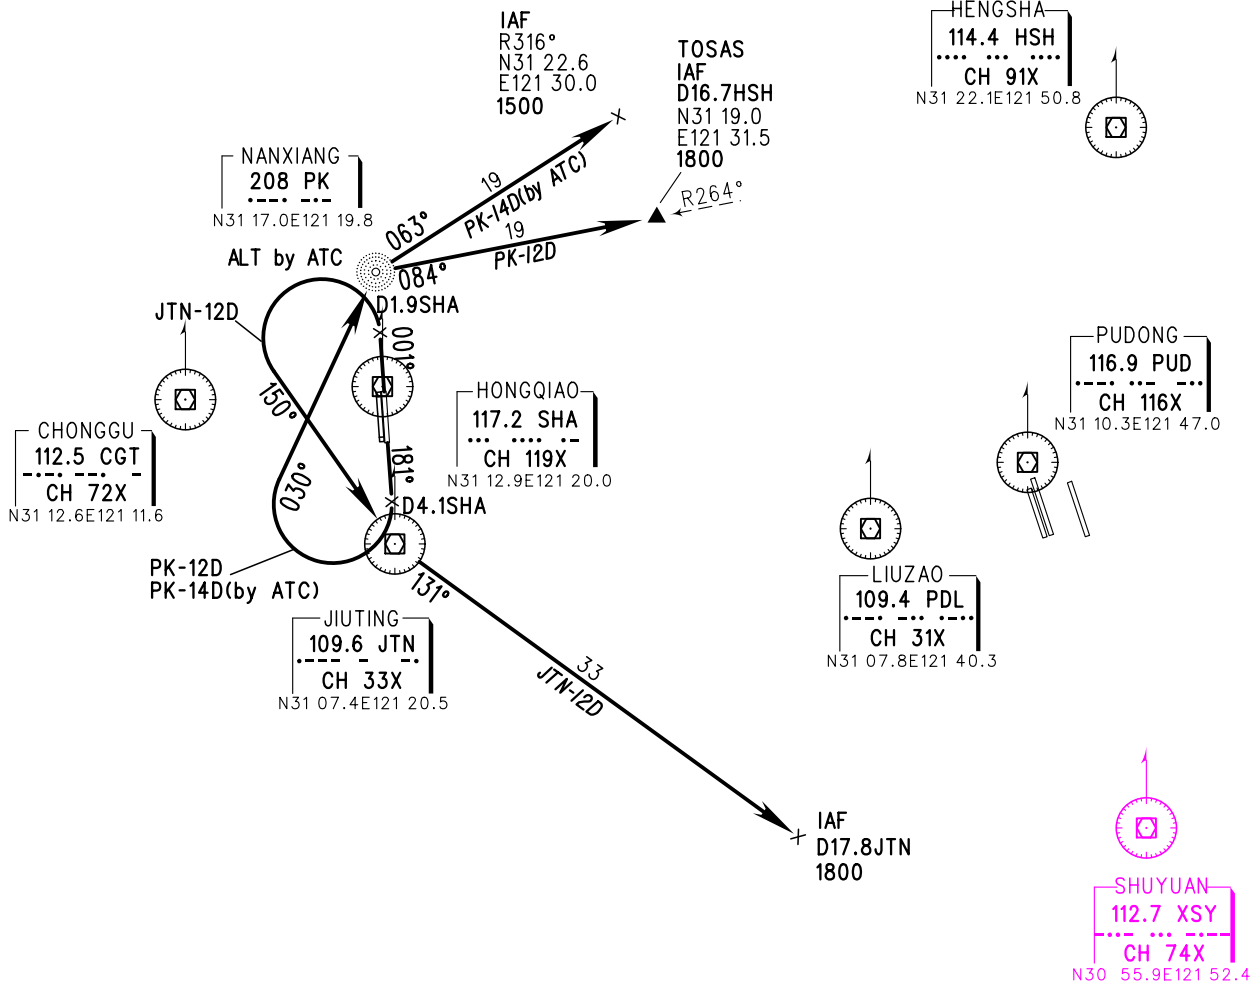 IAF
R316°
N31 22.6
E121 30.0
1500
TOSAS
IAF
D16.7HSH
N31 19.0
E121 31.5
1800
R264°
HENGSHA
114.4 HSH
CH 91X
N31 22.1E121 50.8
NANXIANG
208 PK
N31 17.0E121 19.8
ALT by ATC
063°
19
PK-14D(by ATC)
084°
19
PK-12D
D1.9SHA
JTN-12D
001°
150°
HONGQIAO
117.2 SHA
CH 119X
N31 12.9E121 20.0
PUDONG
116.9 PUD
CH 116X
N31 10.3E121 47.0
CHONGGU
112.5 CGT
CH 72X
N31 12.6E121 11.6
030°
181°
D4.1SHA
PK-12D
PK-14D(by ATC)
131°
JIUTING
109.6 JTN
CH 33X
N31 07.4E121 20.5
LIUZAO
109.4 PDL
CH 31X
N31 07.8E121 40.3
33
JTN-12D
IAF
D17.8JTN
1800
SHUYUAN
112.7 XSY
CH 74X
N30 55.9E121 52.4